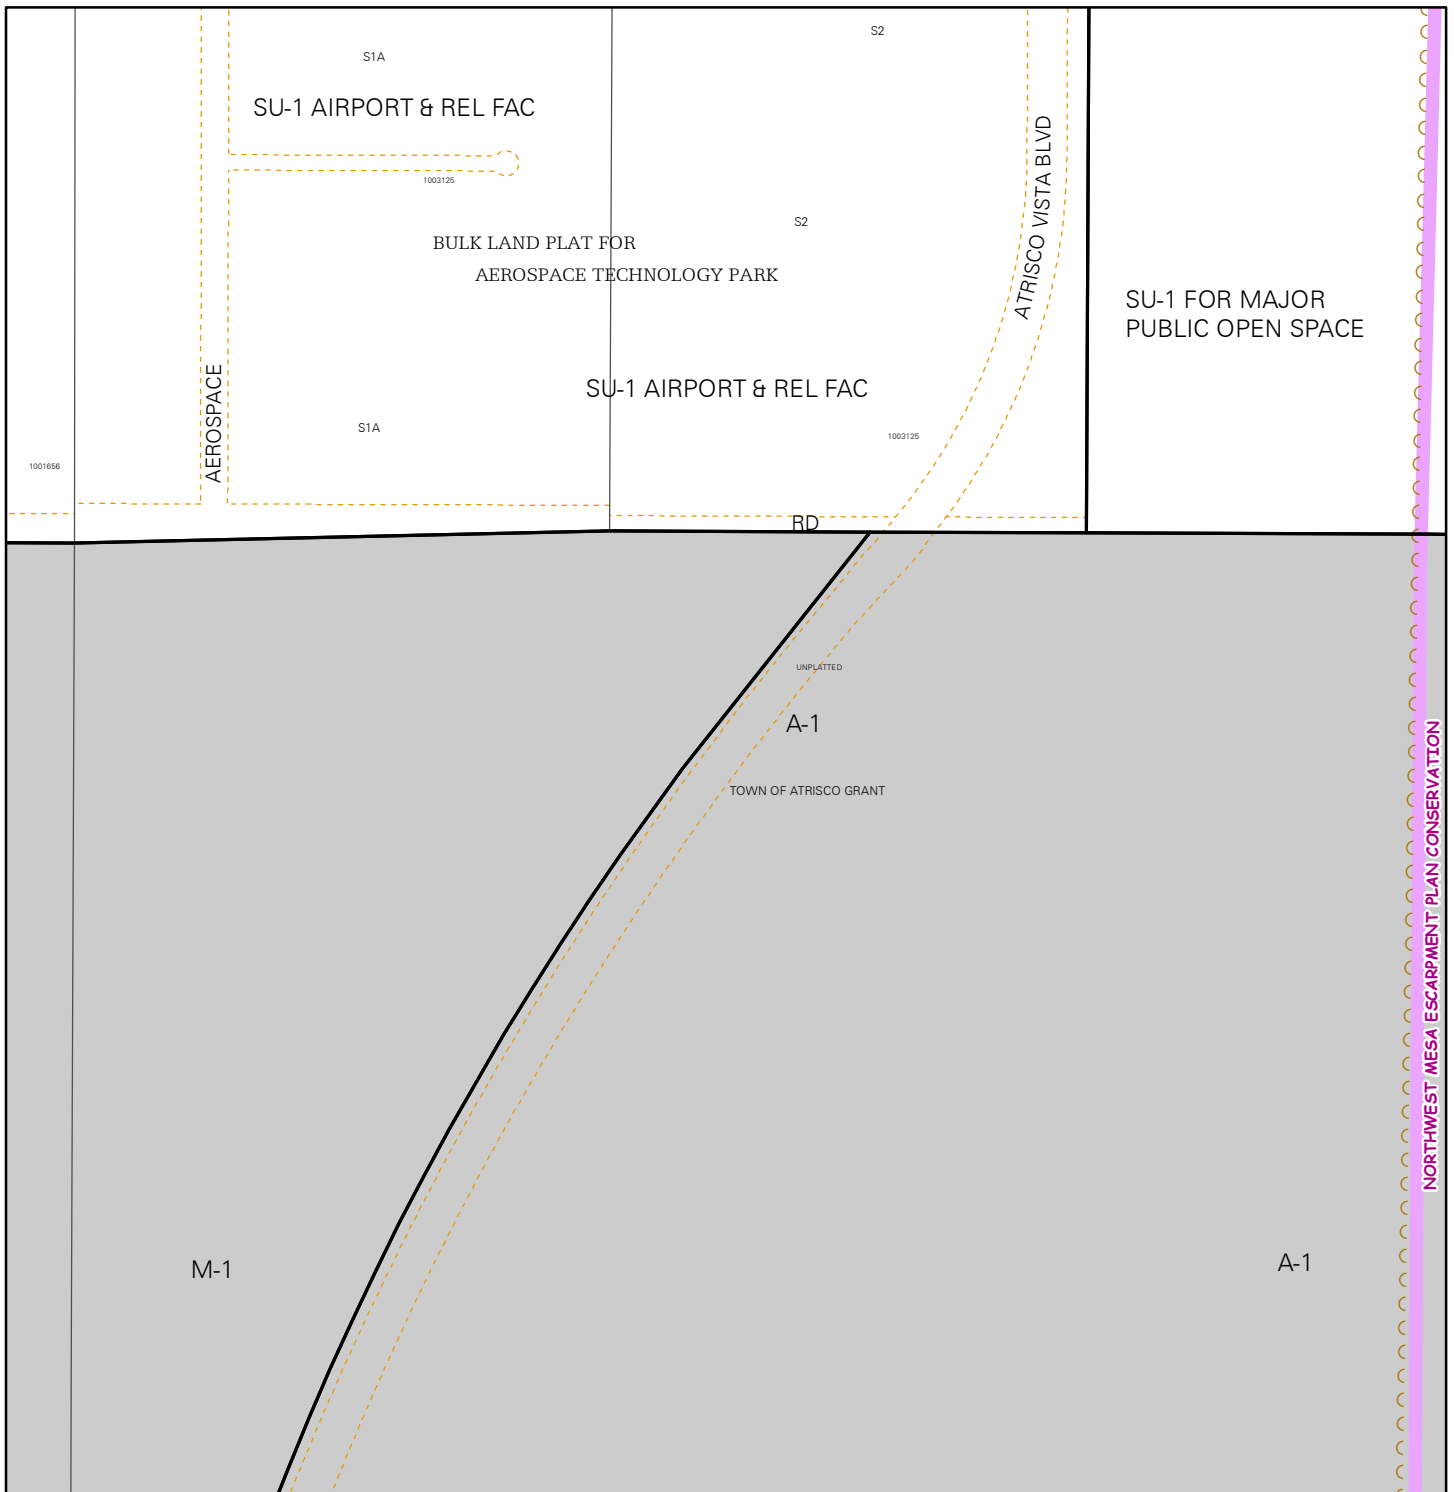 S2
S1A
SU-1 AIRPORT & REL FAC
ATRISCO VISTA BLVD
1003125
S2
BULK LAND PLAT FOR
AEROSPACE TECHNOLOGY PARK
SU-1 FOR MAJOR
PUBLIC OPEN SPACE
SU-1 AIRPORT & REL FAC
AEROSPACE
S1A
1003125
1001656
RD
UNPLATTED
A-1
TOWN OF ATRISCO GRANT
NORTHWEST MESA ESCARPMENT PLAN CONSERVATION
M-1
A-1